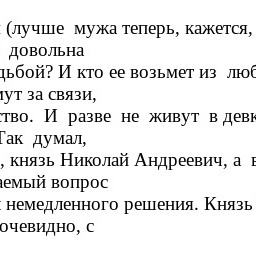 (лучше мужа теперь, кажется,
довольна
дьбой? И кто ее возьмет из люб
мут за связи,
ство. И разве не живут в девк
Так думал,
, князь Николай Андреевич, а в
аемый вопрос
немедленного решения. Князь
очевидно, с